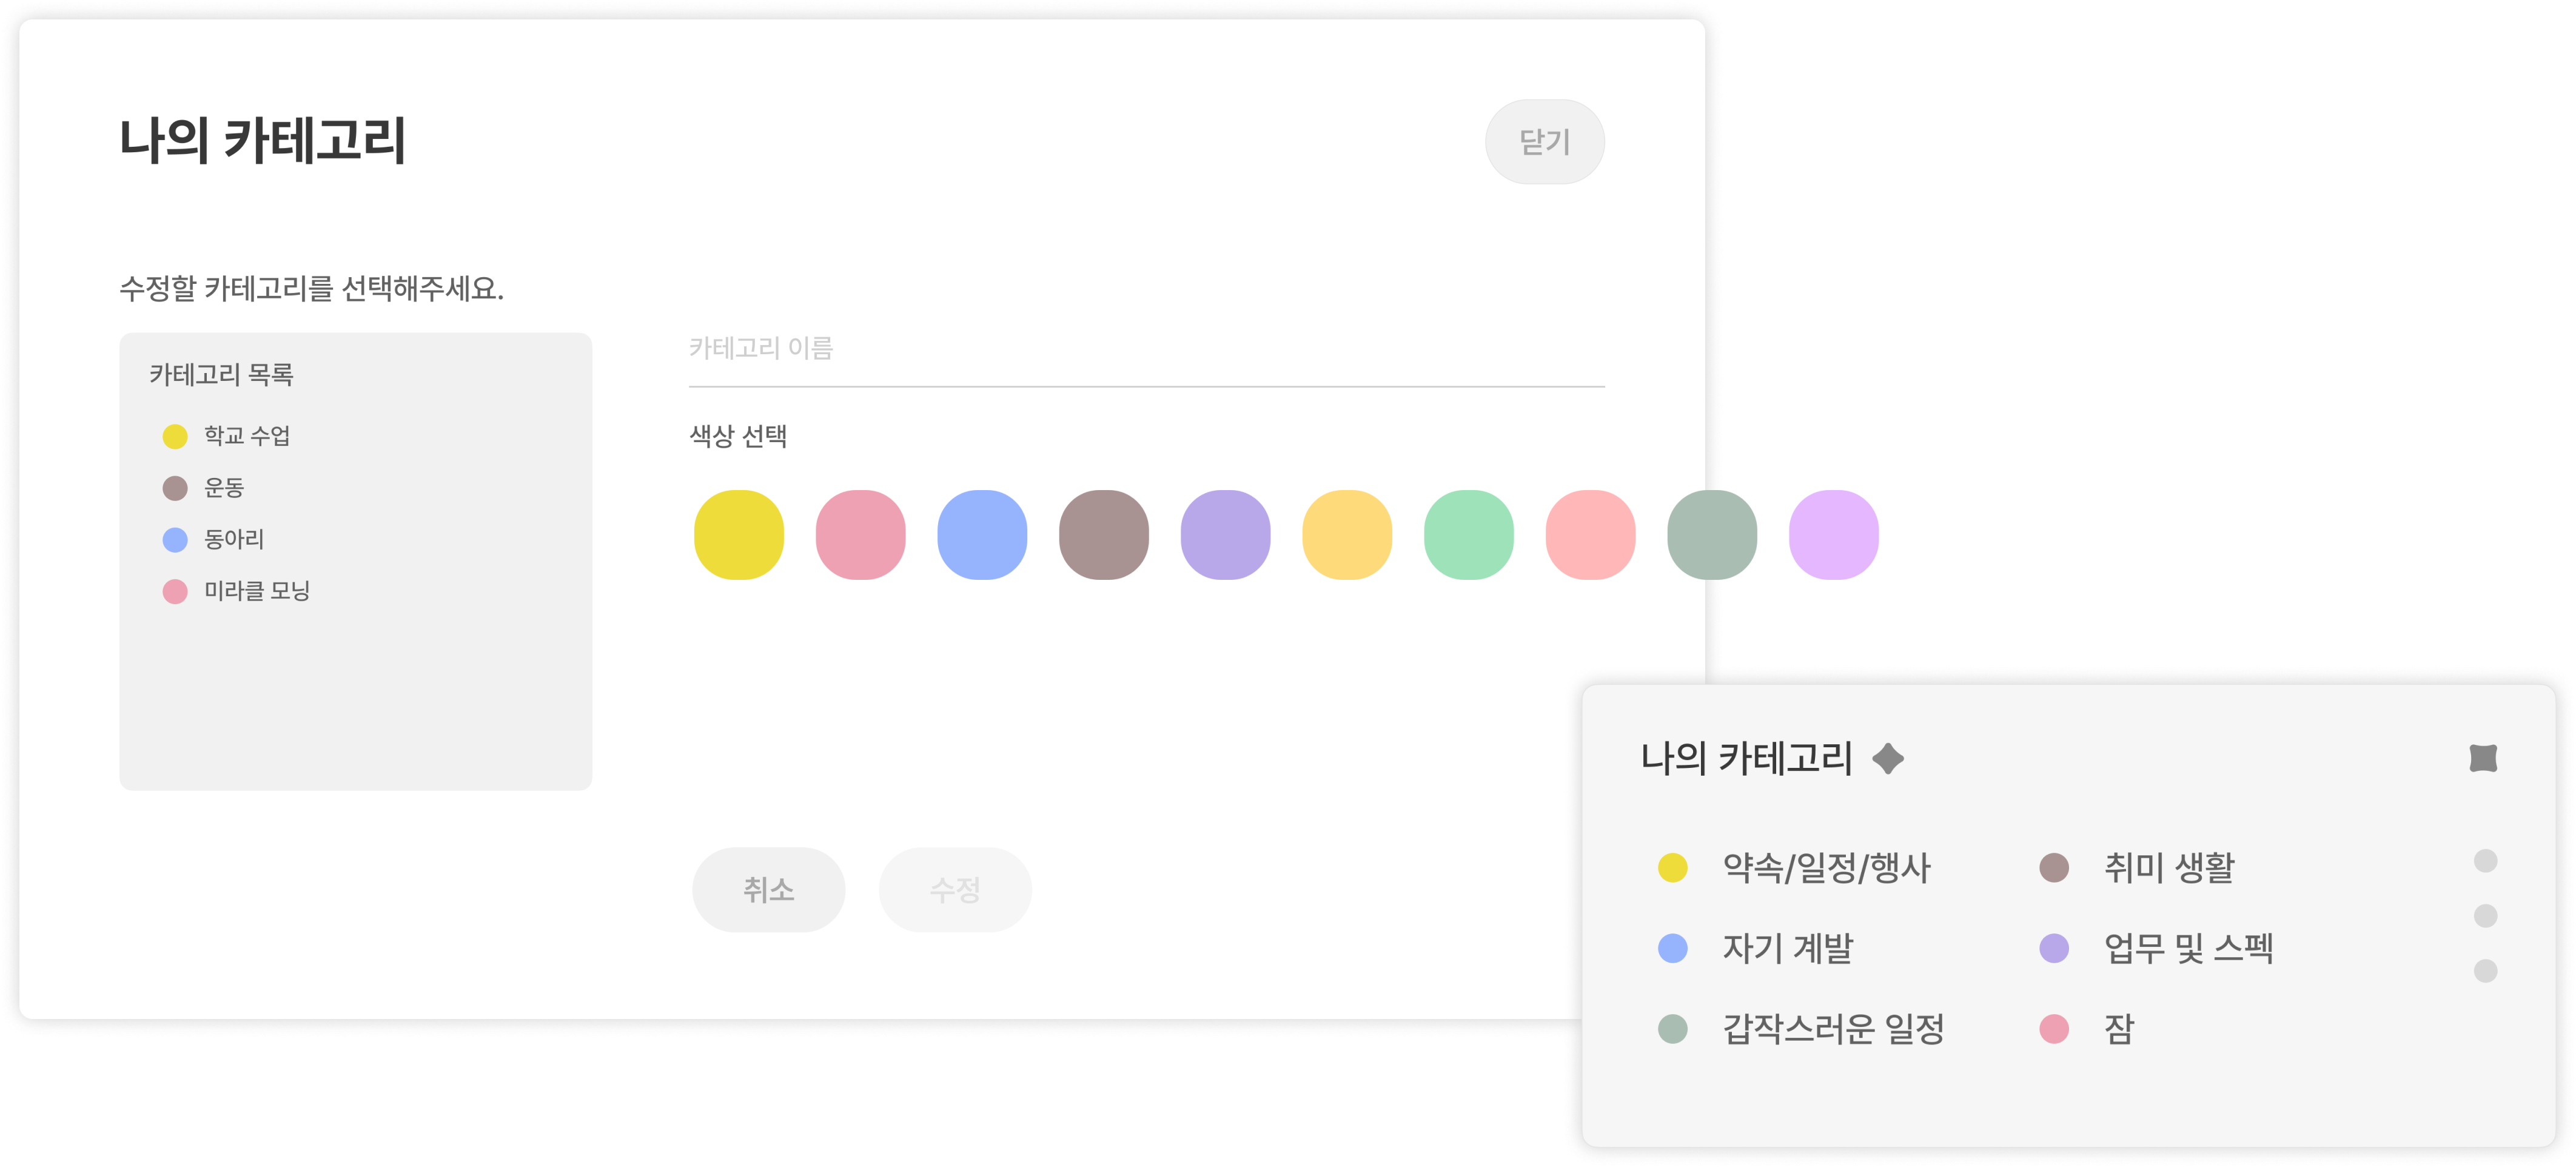 나의 카테고리
닫기
수정할 카테고리를 선택해주세요.
카테고리 목록
학교 수업
운동
동아리
미라클 모닝
카테고리 이름
색상 선택
취소
수정
나의 카테고리
약속/일정/행사
취미 생활
자기 계발
업무 및 스펙
갑작스러운 일정
잠